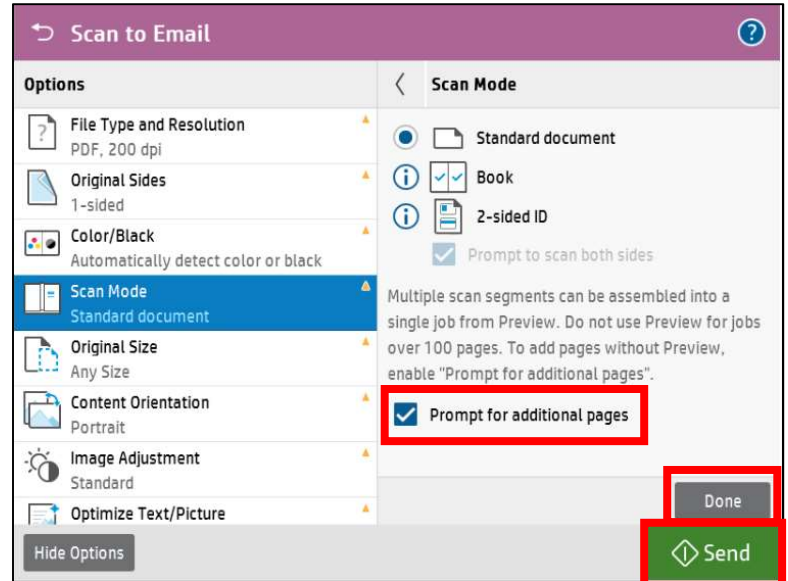 Scan to Email
?
Options
File Type and Resolution
PDF, 200 dpi
Original Sides
1-sided
Color/Black
Automatically detect color or black
Scan Mode
Standard document
Original Size
Any Size
Content Orientation
Portrait
Image Adjustment
Standard
Optimize Text/Picture
Hide Options
Scan Mode
Standard document
Book
2-sided ID
Prompt to scan both sides
Multiple scan segments can be assembled into a
single job from Preview. Do not use Preview for jobs
over 100 pages. To add pages without Preview,
enable "Prompt for additional pages".
Prompt for additional pages
Done
Send